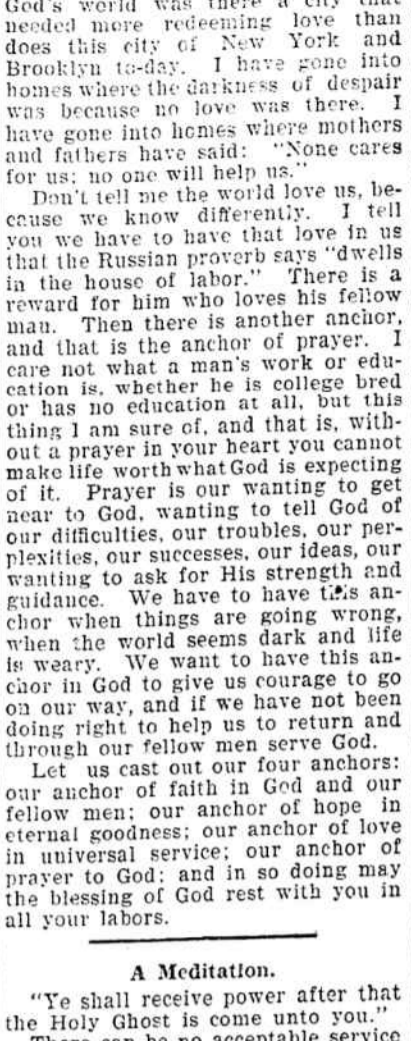 God's world was there a city that
needed more redeeming love than
does this city of New York and
Brooklyn to-day. I have gone into
homes where the darkness of despair
was because no love was there. I
have gone into homes where mothers
and fathers have said: "None cares
for us; no one will help us."
Don't tell me the world love us, be-
cause we know differently. I tell
you we have to have that love in us
that the Russian proverb says "dwells
in the house of labor." There is a
reward for him who loves his fellow
man. Then there is another anchor,
and that is the anchor of prayer. I
care not what a man's work or edu-
cation is, whether he is college bred
or has no education at all, but this
thing I am sure of, and that is, with-
out a prayer in your heart you cannot
make life worth what God is expecting
of it. Prayer is our wanting to get
near to God, wanting to tell God of
our difficulties, our troubles, our per-
plexities, our successes, our ideas, our
wanting to ask for His strength and
guidance. We have to have this an-
chor when things are going wrong,
when the world seems dark and life
is weary. We want to have this an-
chor in God to give us courage to go
on our way, and if we have not been
doing right to help us to return and
through our fellow men serve God.
Let us cast out our four anchors:
our anchor of faith in God and our
fellow men; our anchor of hope in
eternal goodness; our anchor of love
in universal service; our anchor of
prayer to God; and in so doing may
the blessing of God rest with you in
all your labors.
A Meditation.
"Ye shall receive power after that
the Holy Ghost is come unto you."
There can be no acceptable service